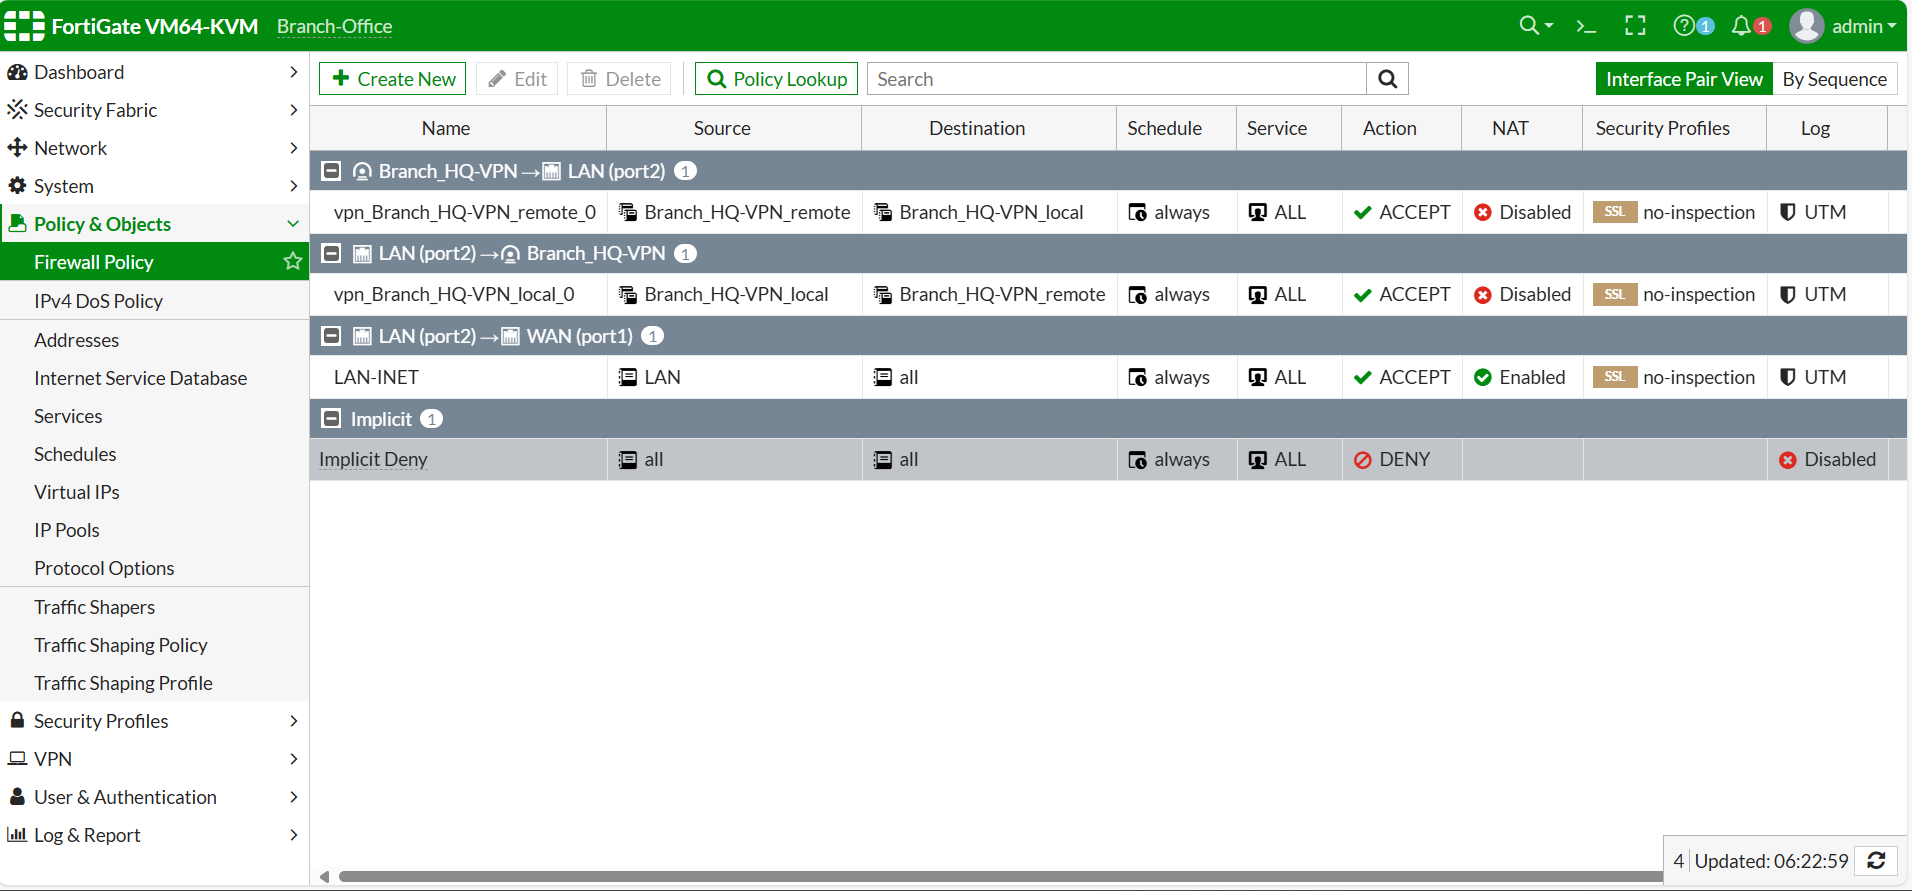 FortiGate VM64-KVM Branch-Office 1 1 admin
Dashboard
Security Fabric
Network
System
Policy & Objects
Firewall Policy
IPv4 DoS Policy
Addresses
Internet Service Database
Services
Schedules
Virtual IPs
IP Pools
Protocol Options
Traffic Shapers
Traffic Shaping Policy
Traffic Shaping Profile
Security Profiles
VPN
User & Authentication
Log & Report
Create New Edit Delete Policy Lookup Search Interface Pair View By Sequence
Name Source Destination Schedule Service Action NAT Security Profiles Log
Branch_HQ-VPN → LAN (port2) 1
vpn_Branch_HQ-VPN_remote_0 Branch_HQ-VPN_remote Branch_HQ-VPN_local always ALL ACCEPT Disabled SSL no-inspection UTM
LAN (port2) → Branch_HQ-VPN 1
vpn_Branch_HQ-VPN_local_0 Branch_HQ-VPN_local Branch_HQ-VPN_remote always ALL ACCEPT Disabled SSL no-inspection UTM
LAN (port2) → WAN (port1) 1
LAN-INET LAN all always ALL ACCEPT Enabled SSL no-inspection UTM
Implicit 1
Implicit Deny all all always ALL DENY Disabled
4 Updated: 06:22:59